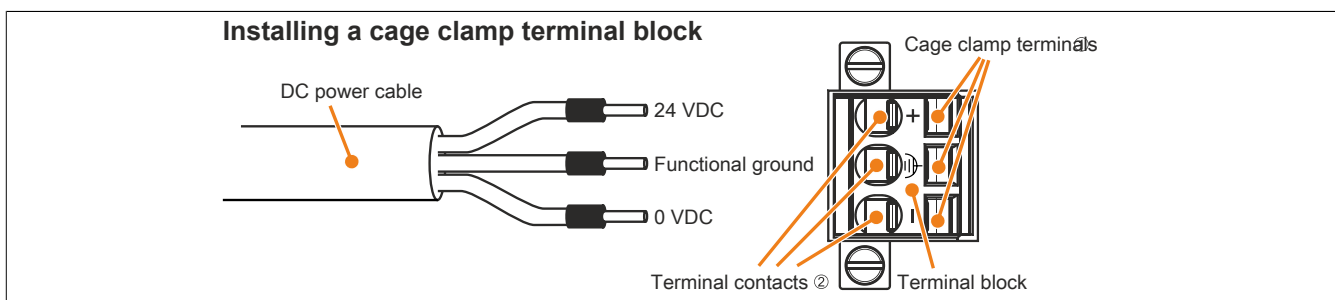 Installing a cage clamp terminal block
Cage clamp terminals ①
DC power cable
24 VDC
+
Functional ground
0 VDC
-
Terminal contacts ②
Terminal block